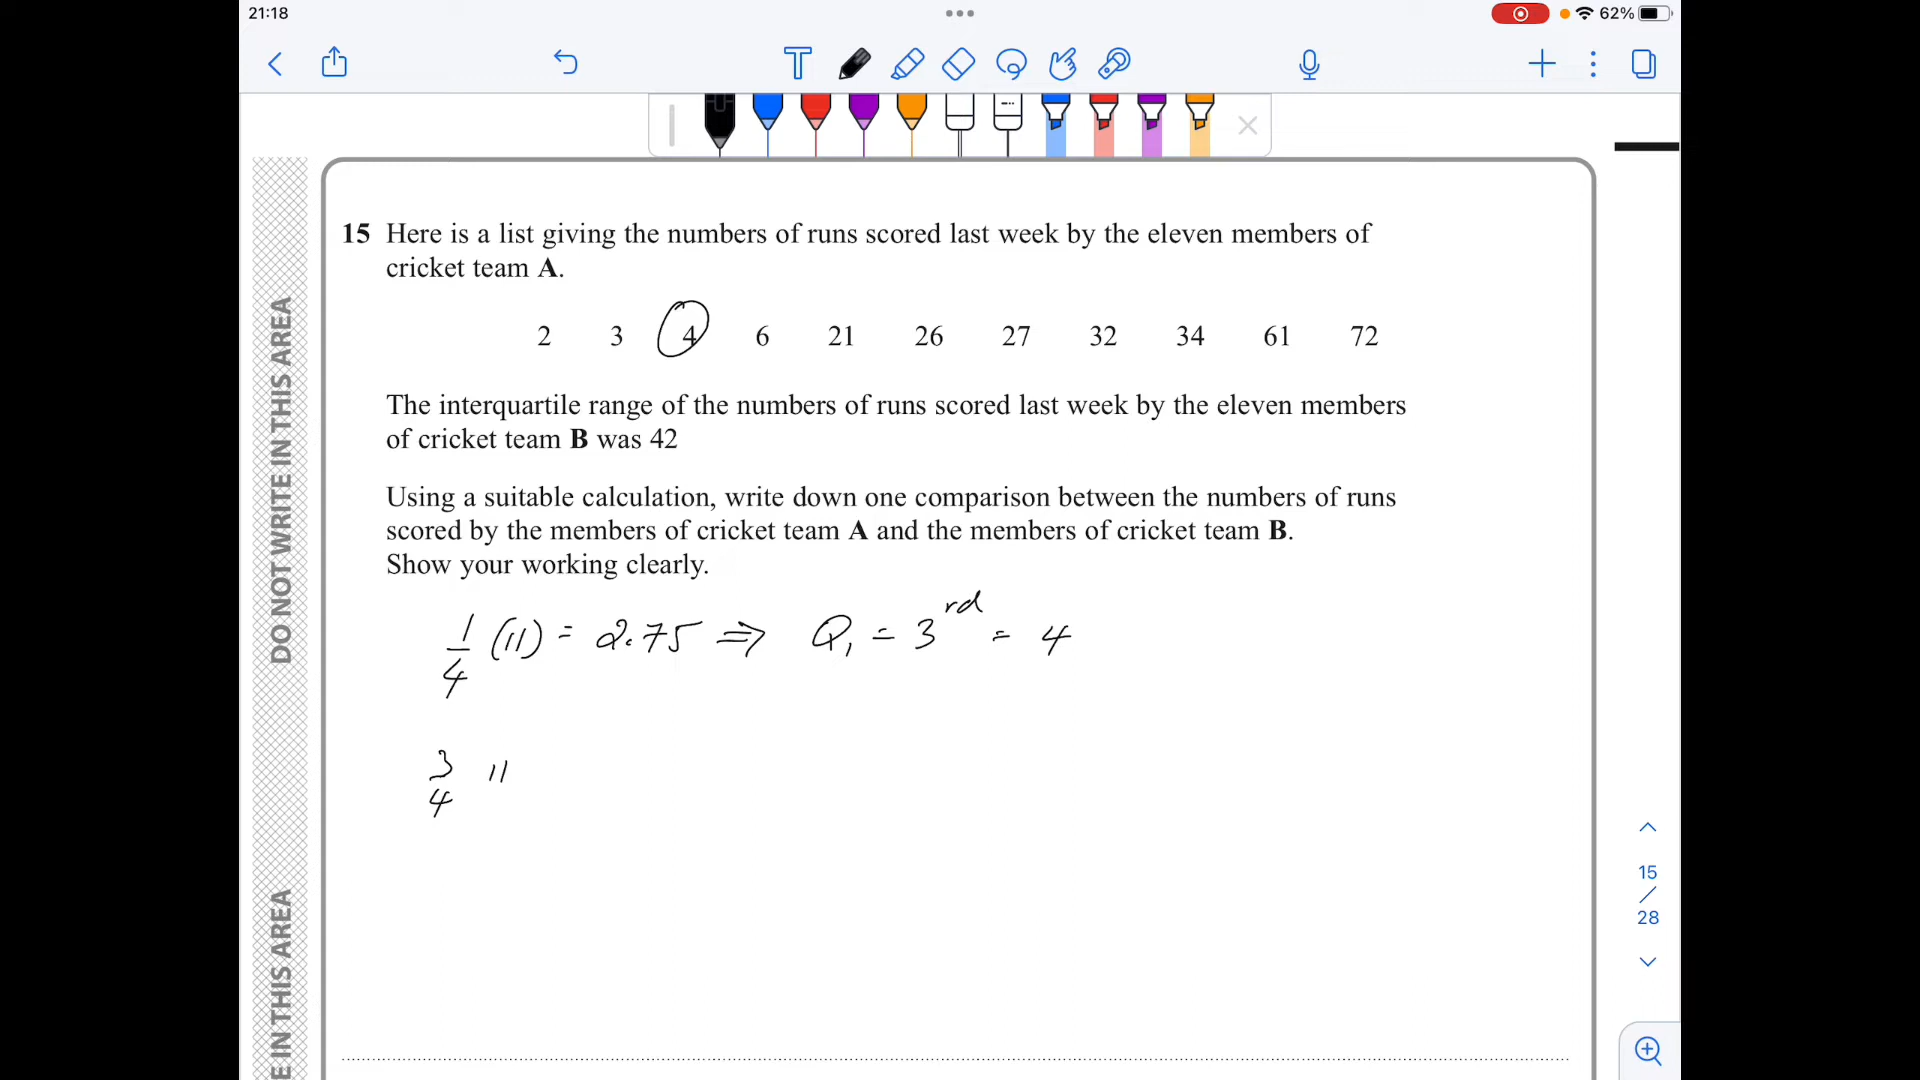 21:18
62%
15 Here is a list giving the numbers of runs scored last week by the eleven members of
cricket team A.
2 3 4 6 21 26 27 32 34 61 72
The interquartile range of the numbers of runs scored last week by the eleven members
of cricket team B was 42
Using a suitable calculation, write down one comparison between the numbers of runs
scored by the members of cricket team A and the members of cricket team B.
Show your working clearly.
1/4 (11) = 2.75 ⇒ Q₁ = 3rd = 4
3/4 11
DO NOT WRITE IN THIS AREA
E IN THIS AREA
15
/
28